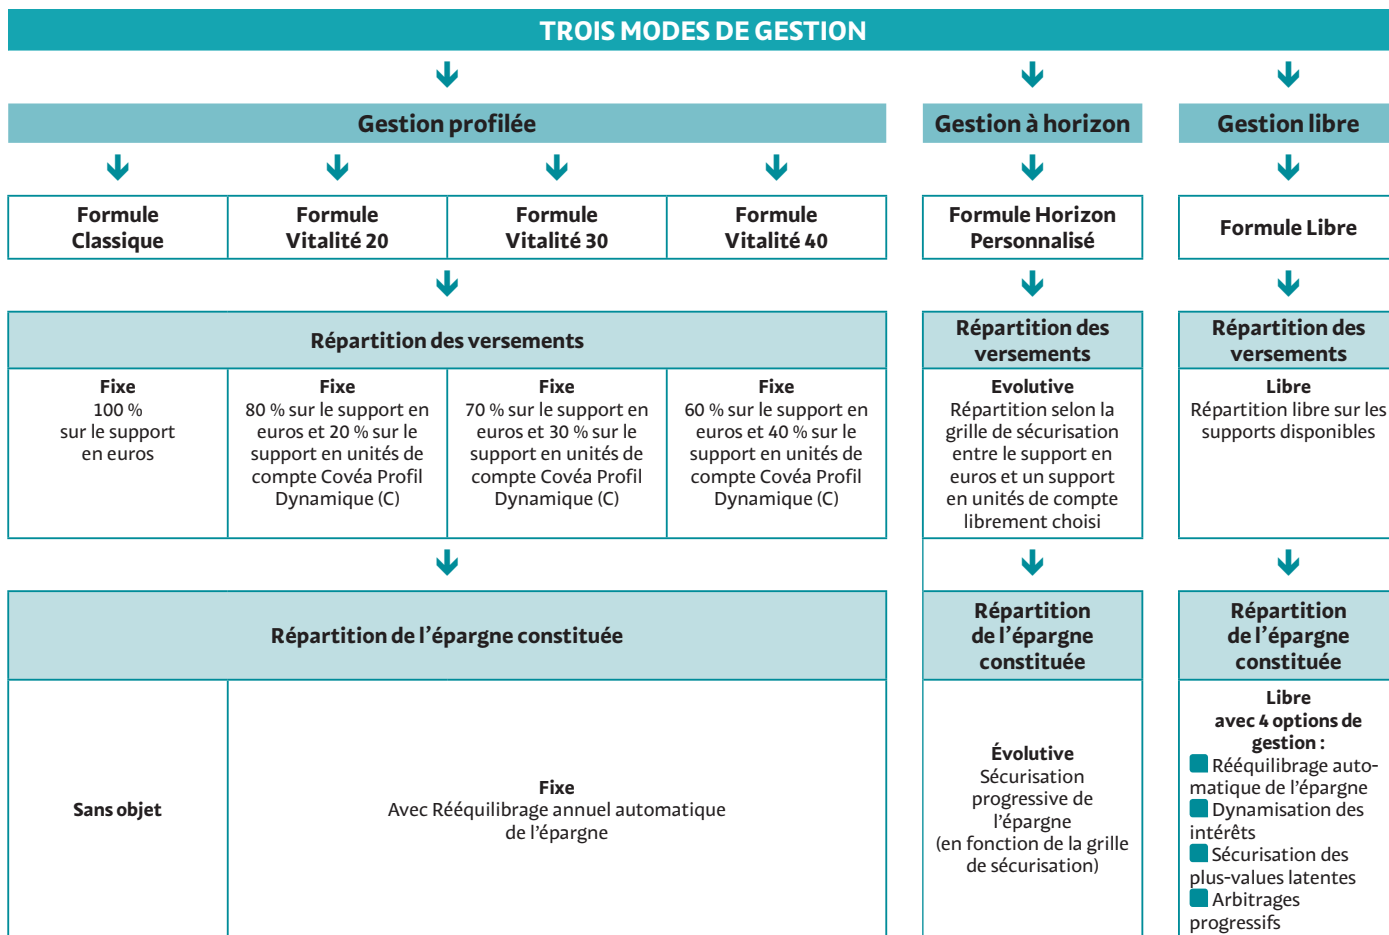 TROIS MODES DE GESTION
Gestion profilée
Gestion à horizon
Gestion libre
Formule
Classique
Formule
Vitalité 20
Formule
Vitalité 30
Formule
Vitalité 40
Formule Horizon
Personnalisé
Formule Libre
Répartition des versements
Répartition des
versements
Répartition des
versements
Fixe
100 %
sur le support
en euros
Fixe
80 % sur le support en
euros et 20 % sur le
support en unités de
compte Covéa Profil
Dynamique (C)
Fixe
70 % sur le support en
euros et 30 % sur le
support en unités de
compte Covéa Profil
Dynamique (C)
Fixe
60 % sur le support en
euros et 40 % sur le
support en unités de
compte Covéa Profil
Dynamique (C)
Evolutive
Répartition selon la
grille de sécurisation
entre le support en
euros et un support
en unités de compte
librement choisi
Libre
Répartition libre sur les
supports disponibles
Répartition de l’épargne constituée
Répartition
de l’épargne
constituée
Répartition
de l’épargne
constituée
Sans objet
Fixe
Avec Rééquilibrage annuel automatique
de l’épargne
Évolutive
Sécurisation
progressive de
l’épargne
(en fonction de la grille
de sécurisation)
Libre
avec 4 options de
gestion :
Rééquilibrage auto-
matique de l’épargne
Dynamisation des
intérêts
Sécurisation des
plus-values latentes
Arbitrages
progressifs